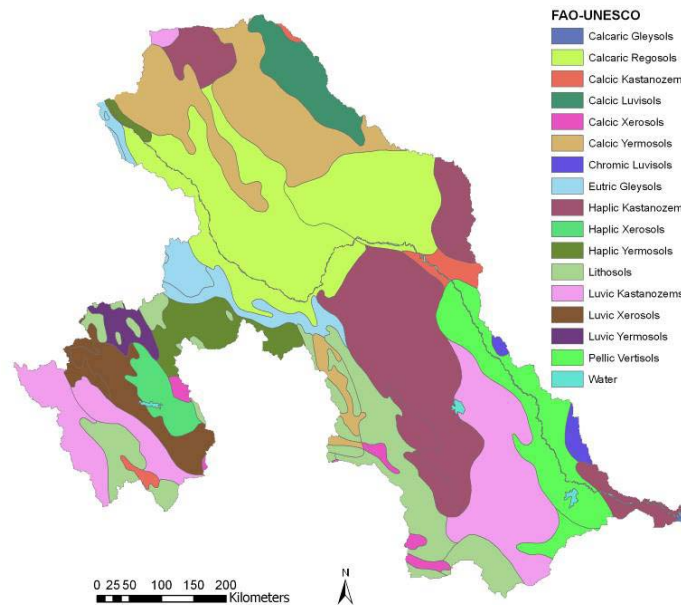 FAO-UNESCO
Calcaric Gleysols
Calcaric Regosols
Calcic Kastanozem
Calcic Luvisols
Calcic Xerosols
Calcic Yermosols
Chromic Luvisols
Eutric Gleysols
Haplic Kastanozem
Haplic Xerosols
Haplic Yermosols
Lithosols
Luvic Kastanozems
Luvic Xerosols
Luvic Yermosols
Pellic Vertisols
Water
0 25 50 100 150 200
Kilometers
N